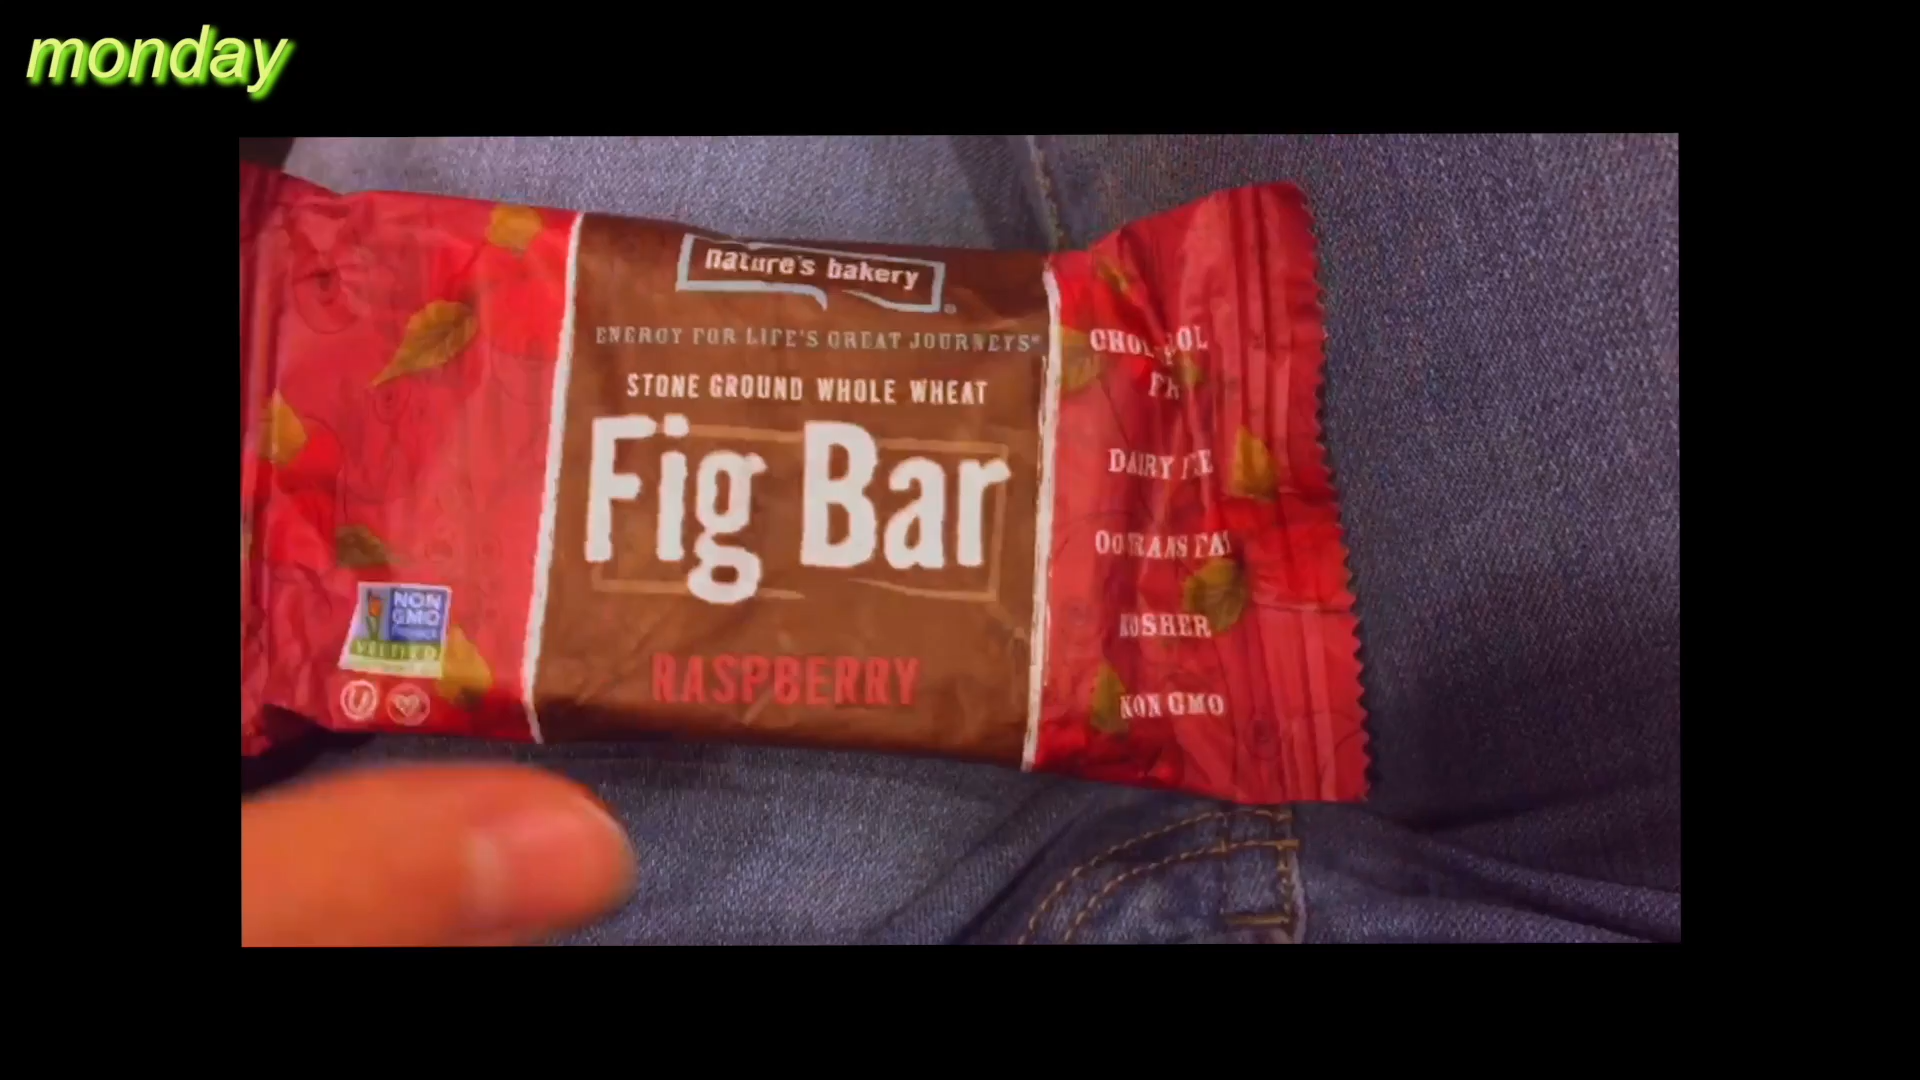 monday
nature's bakery
ENERGY FOR LIFE'S GREAT JOURNEYS®
STONE GROUND WHOLE WHEAT
Fig Bar
RASPBERRY
NON
GMO
DAIRY
KOSHER
NON GMO